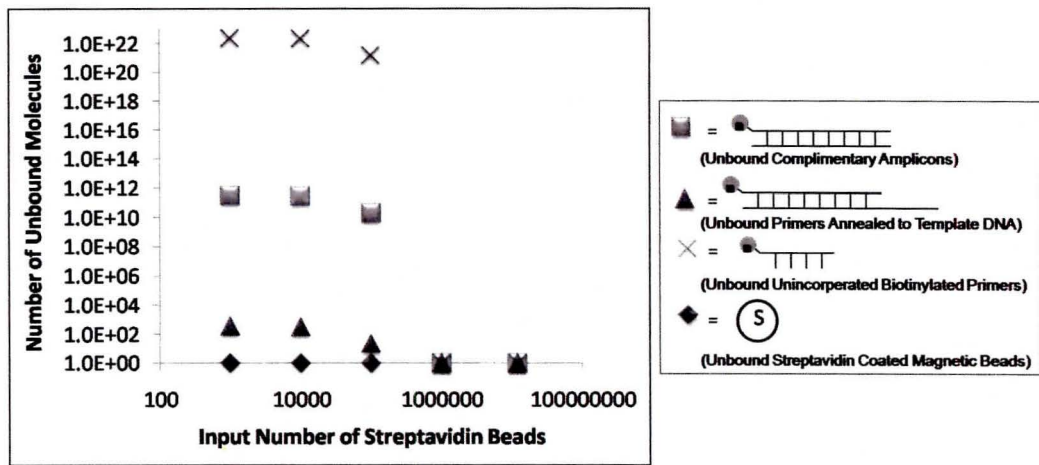 Number of Unbound Molecules
1.0E+22
1.0E+20
1.0E+18
1.0E+16
1.0E+14
1.0E+12
1.0E+10
1.0E+08
1.0E+06
1.0E+04
1.0E+02
1.0E+00
100
10000
1000000
100000000
Input Number of Streptavidin Beads
=
(Unbound Complimentary Amplicons)
=
(Unbound Primers Annealed to Template DNA)
=
(Unbound Unincorperated Biotinylated Primers)
= S
(Unbound Streptavidin Coated Magnetic Beads)